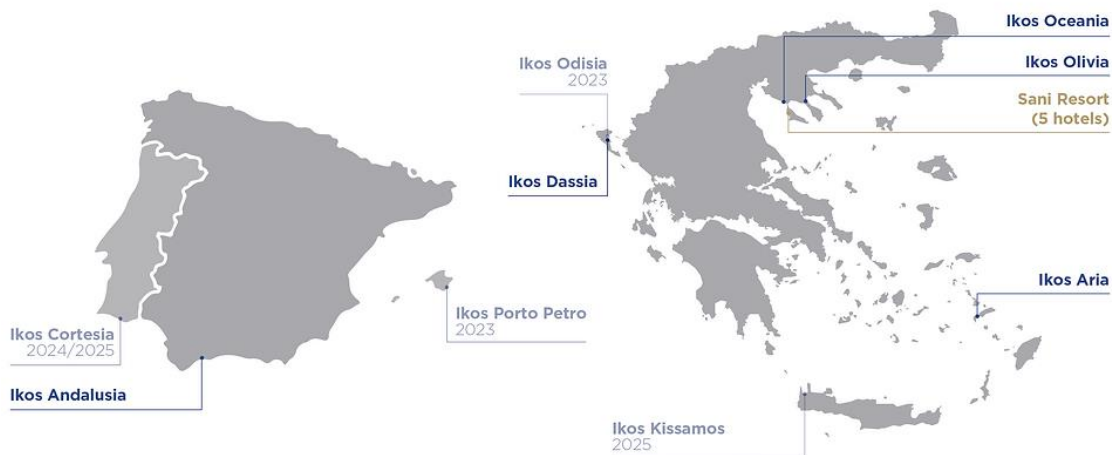 Ikos Cortesia
2024/2025
Ikos Andalusia
Ikos Porto Petro
2023
Ikos Odisia
2023
Ikos Dassia
Ikos Oceania
Ikos Olivia
Sani Resort
(5 hotels)
Ikos Aria
Ikos Kissamos
2025